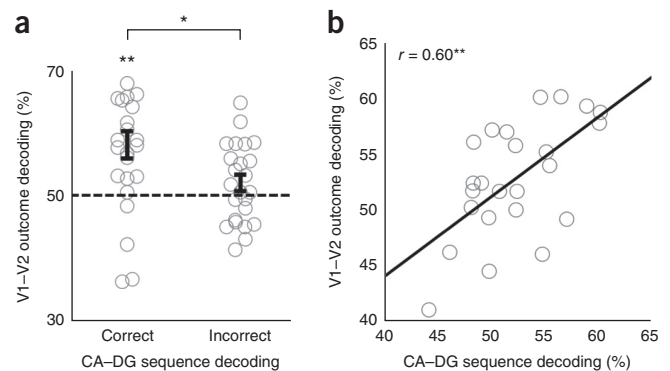 a
*
**
70
50
30
V1–V2 outcome decoding (%)
Correct
Incorrect
CA–DG sequence decoding
b
r = 0.60**
65
60
55
50
45
40
V1–V2 outcome decoding (%)
40 45 50 55 60 65
CA–DG sequence decoding (%)